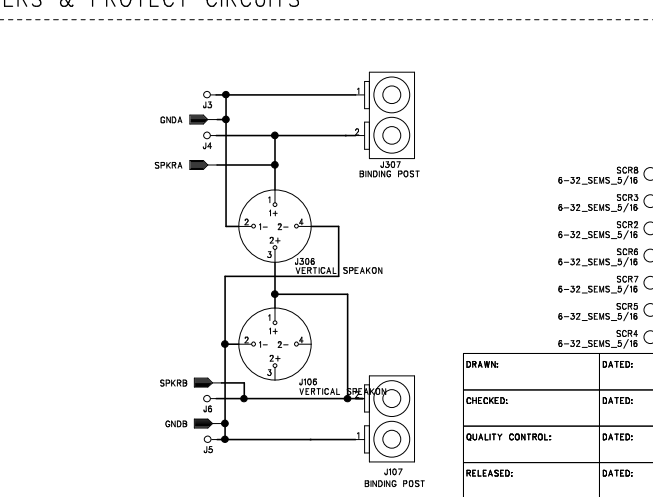 ERS & PROTECT CIRCUITS
J3
1
GNDA
J4
2
SPKRA
J307
BINDING POST
1
1+
2
1-
2-
4
2+
3
J306
VERTICAL SPEAKON
1
1+
2
1-
2-
4
2+
3
J106
VERTICAL SPEAKON
SPKRB
2
J6
GNDB
1
J5
J107
BINDING POST
SCR8
6-32_SEMS_5/16
SCR3
6-32_SEMS_5/16
SCR2
6-32_SEMS_5/16
SCR6
6-32_SEMS_5/16
SCR7
6-32_SEMS_5/16
SCR5
6-32_SEMS_5/16
SCR4
6-32_SEMS_5/16
DRAWN: DATED:
CHECKED: DATED:
QUALITY CONTROL: DATED:
RELEASED: DATED: